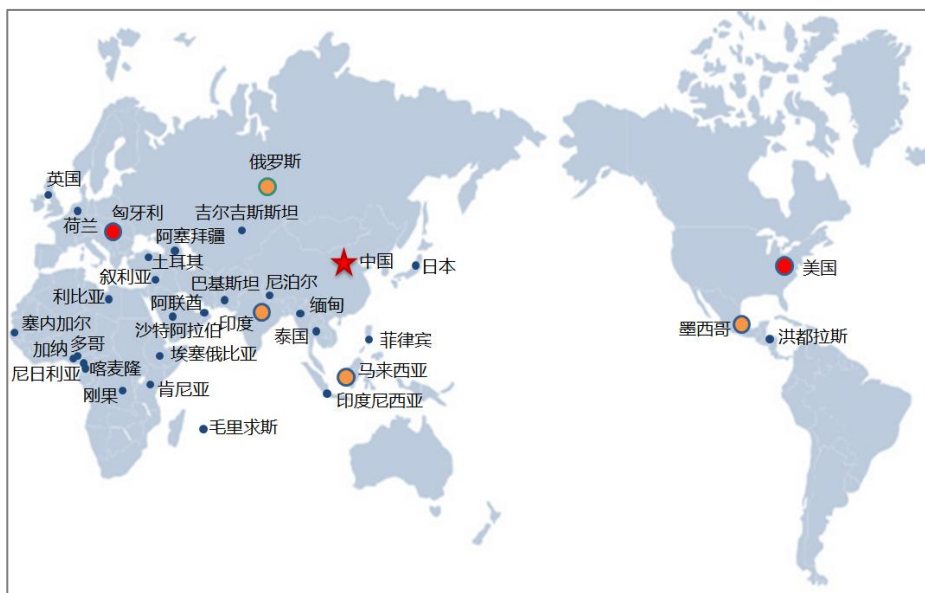 俄罗斯
英国
荷兰
匈牙利
吉尔吉斯斯坦
阿塞拜疆
土耳其
中国
日本
美国
叙利亚
巴基斯坦
尼泊尔
利比亚
阿联酋
缅甸
塞内加尔
沙特阿拉伯
印度
泰国
菲律宾
墨西哥
洪都拉斯
加纳
多哥
埃塞俄比亚
尼日利亚
喀麦隆
马来西亚
刚果
肯尼亚
印度尼西亚
毛里求斯